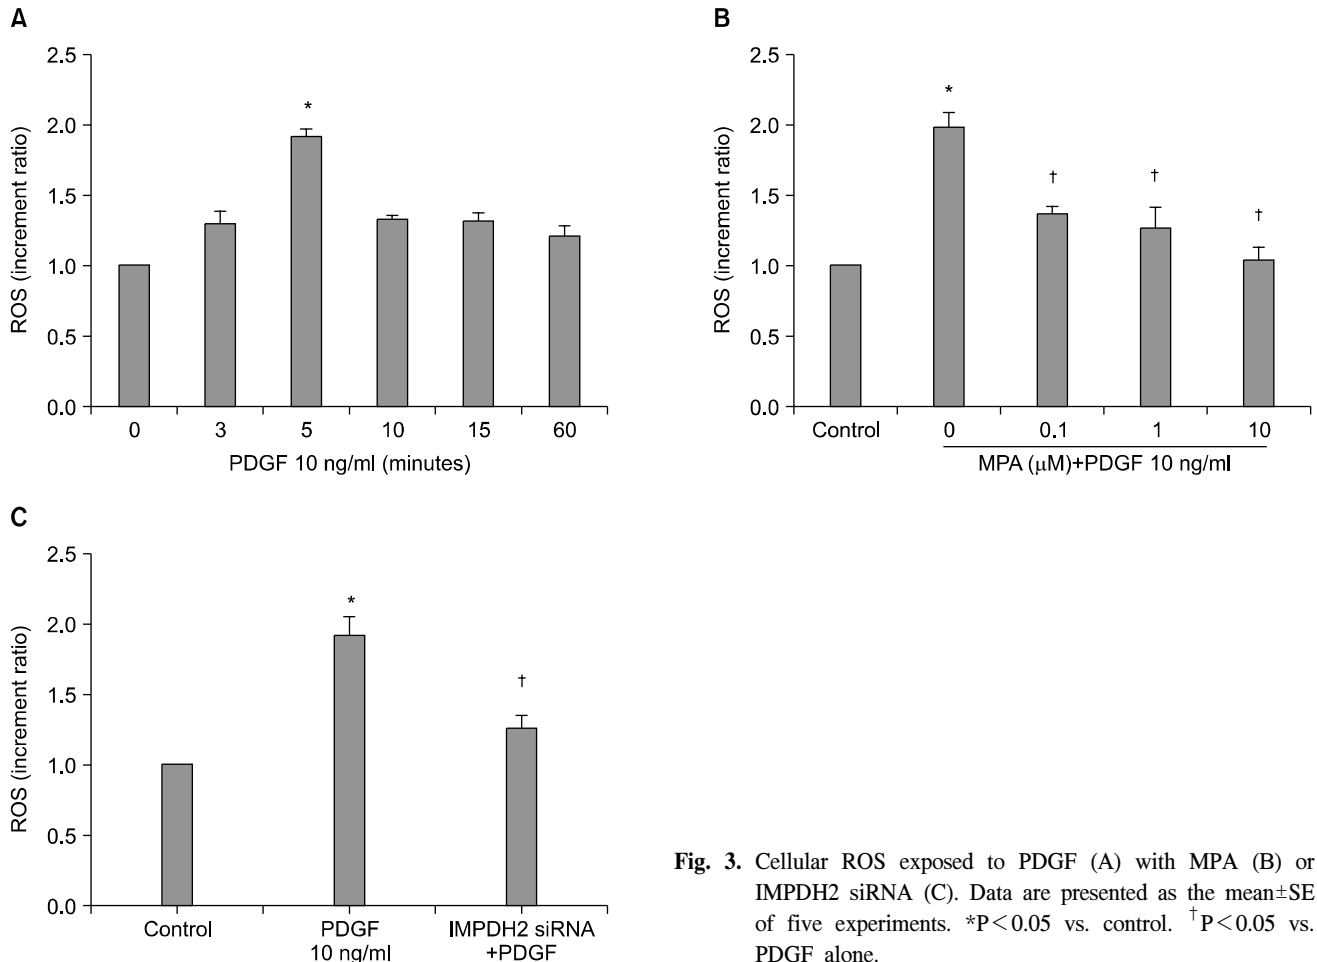 A
2.5
2.0
1.5
1.0
0.5
0.0
ROS (increment ratio)
*
0 3 5 10 15 60
PDGF 10 ng/ml (minutes)
B
2.5
2.0
1.5
1.0
0.5
0.0
ROS (increment ratio)
*
†
†
†
Control 0 0.1 1 10
MPA (μM)+PDGF 10 ng/ml
C
2.5
2.0
1.5
1.0
0.5
0.0
ROS (increment ratio)
*
†
Control PDGF IMPDH2 siRNA
10 ng/ml +PDGF
Fig. 3. Cellular ROS exposed to PDGF (A) with MPA (B) or
IMPDH2 siRNA (C). Data are presented as the mean±SE
of five experiments. *P<0.05 vs. control. †P<0.05 vs.
PDGF alone.